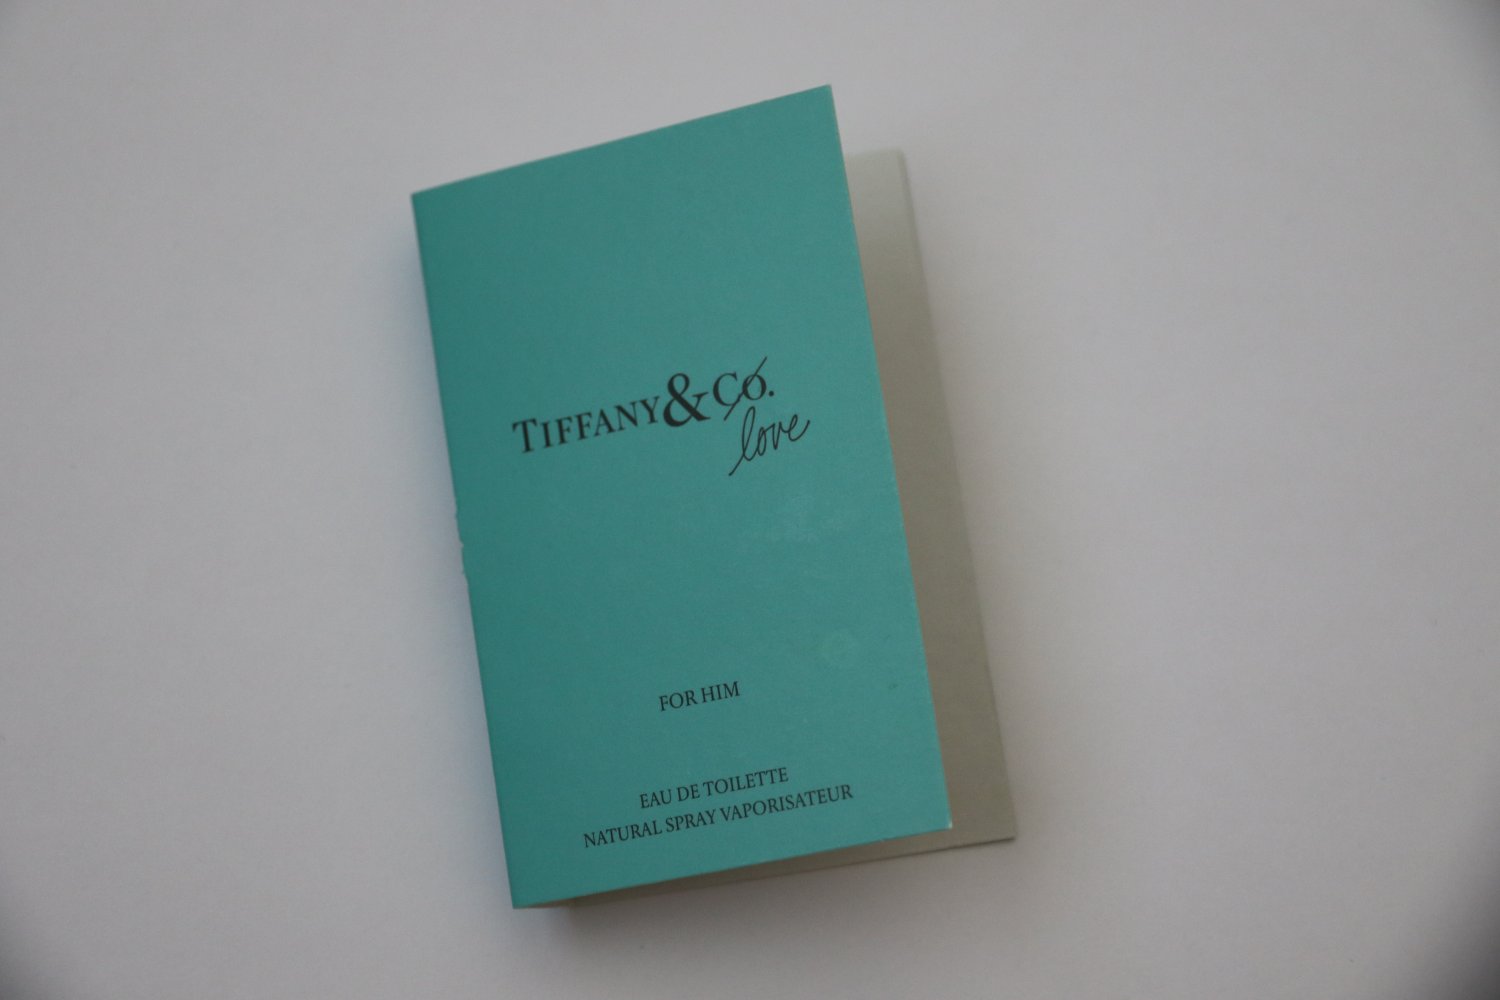 TIFFANY & CO.
love
FOR HIM
EAU DE TOILETTE
NATURAL SPRAY VAPORISATEUR